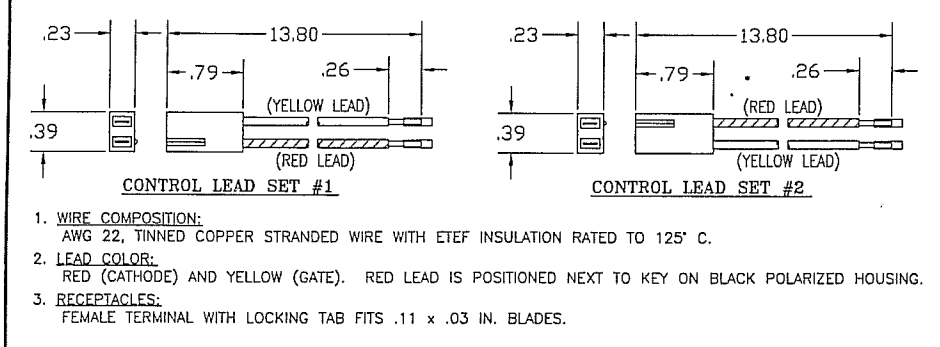 .23 13.80 .23 13.80
.79 .26 .79 .26
(YELLOW LEAD) (RED LEAD)
.39 .39
(RED LEAD) (YELLOW LEAD)
CONTROL LEAD SET #1 CONTROL LEAD SET #2
1. WIRE COMPOSITION:
AWG 22, TINNED COPPER STRANDED WIRE WITH ETEF INSULATION RATED TO 125° C.
2. LEAD COLOR:
RED (CATHODE) AND YELLOW (GATE). RED LEAD IS POSITIONED NEXT TO KEY ON BLACK POLARIZED HOUSING.
3. RECEPTACLES:
FEMALE TERMINAL WITH LOCKING TAB FITS .11 x .03 IN. BLADES.